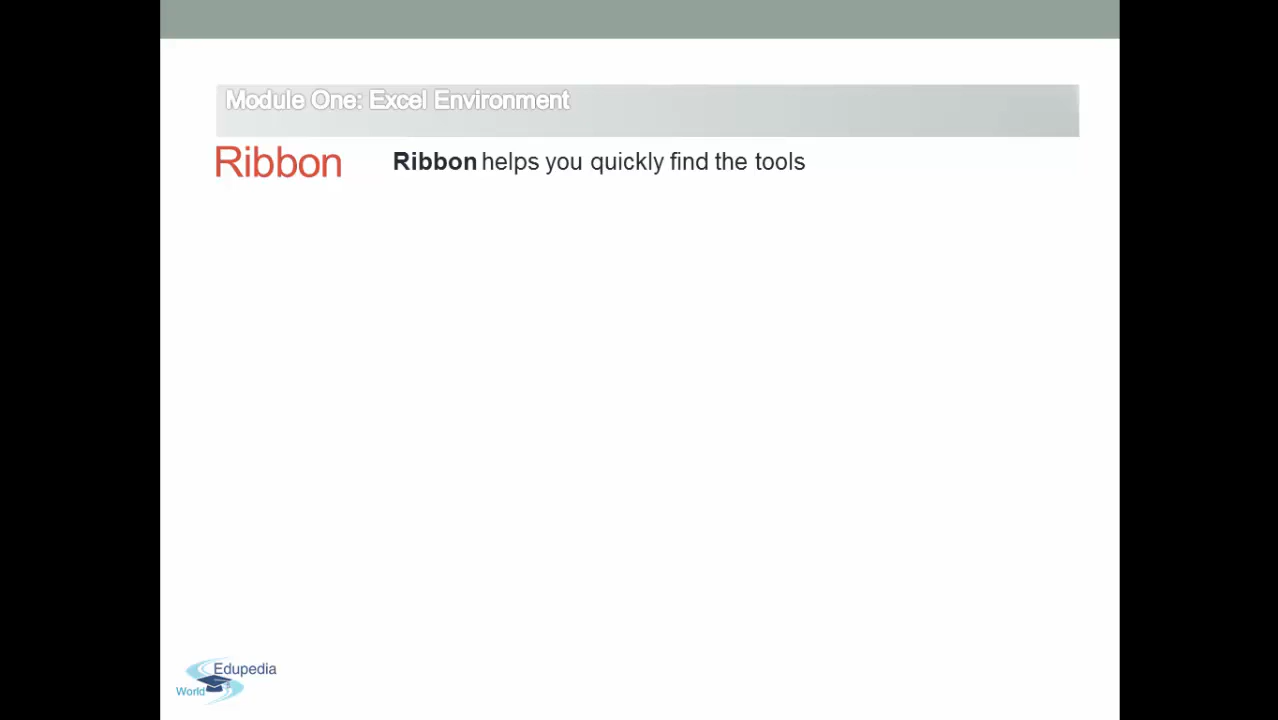 Module One: Excel Environment
Ribbon Ribbon helps you quickly find the tools
Edupedia
World